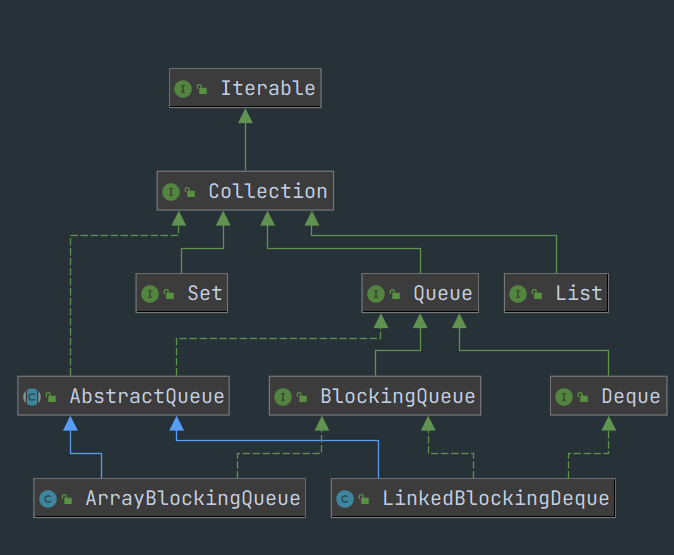 I Iterable
I Collection
I Set
I Queue
I List
C AbstractQueue
I BlockingQueue
I Deque
C ArrayBlockingQueue
C LinkedBlockingDeque